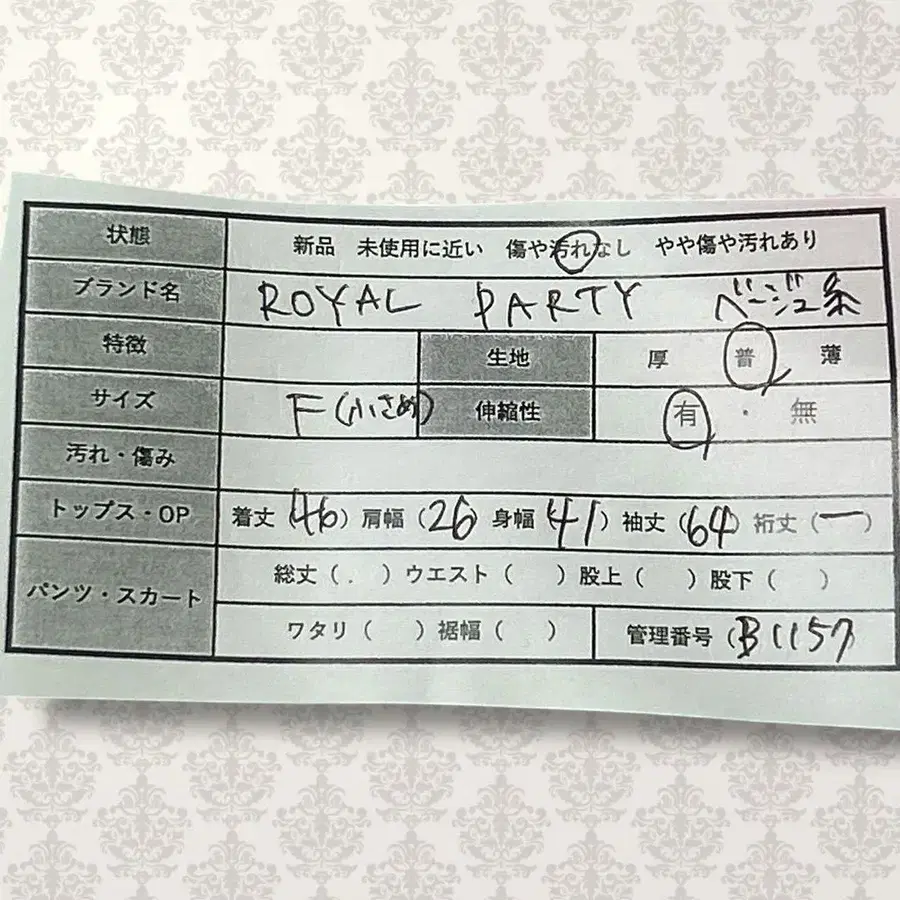 状態 新品 未使用に近い 傷や汚れなし やや傷や汚れあり
ブランド名 ROYAL PARTY ベージュ系
特徴 生地 厚 普 薄
サイズ F(小さめ) 伸縮性 有・無
汚れ・傷み
トップス・OP 着丈(46)肩幅(26 身幅(41)袖丈(64)裄丈(ー)
パンツ・スカート 総丈(. )ウエスト( )股上( )股下( )
ワタリ( )裾幅( ) 管理番号(B1157